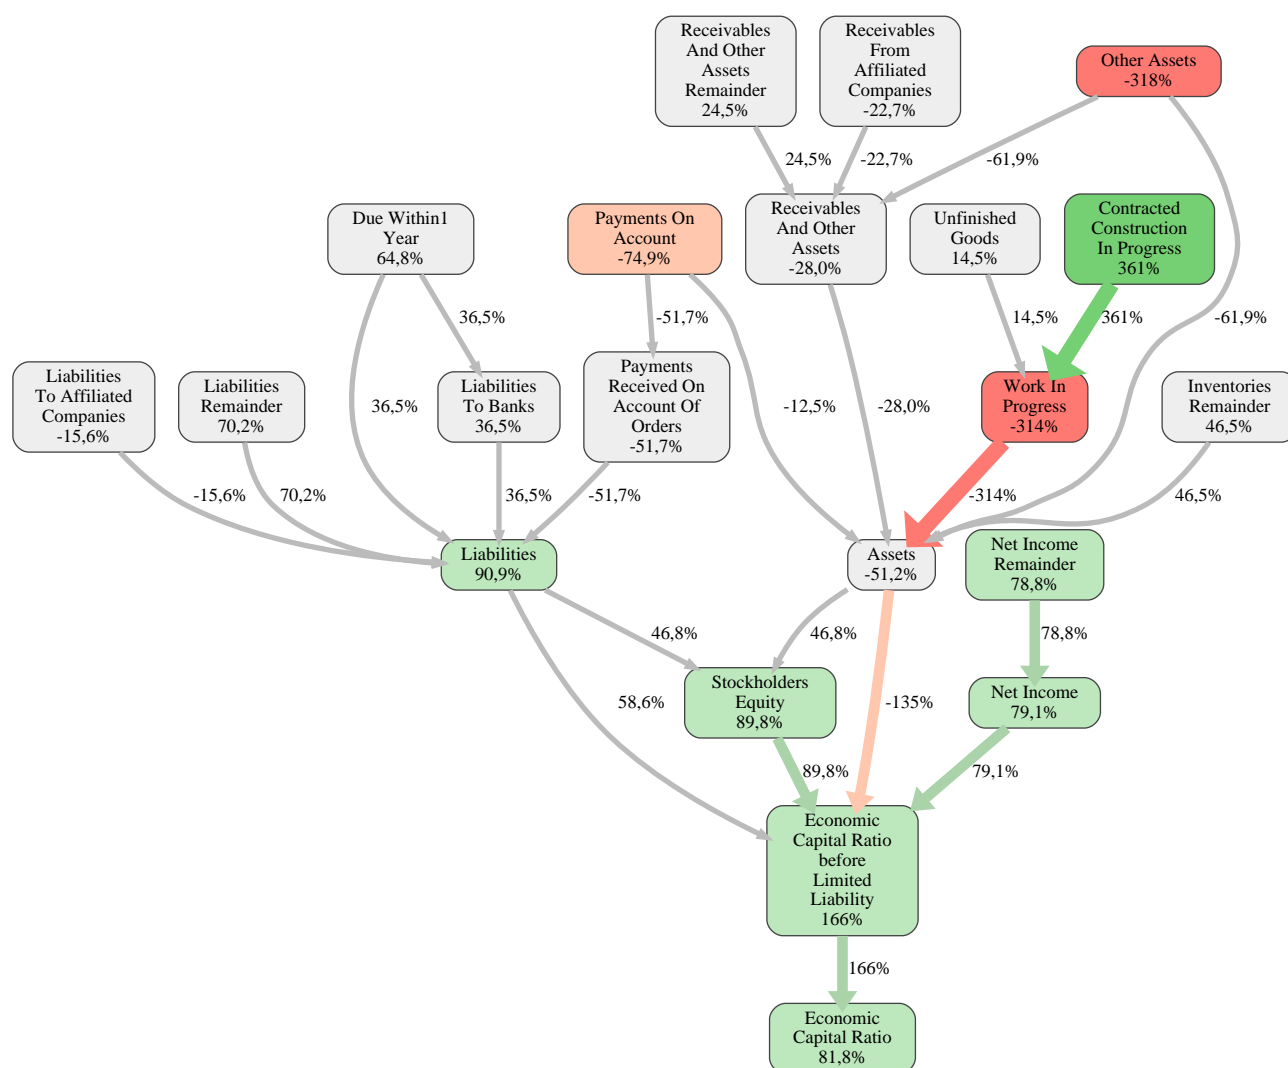 Receivables
And Other
Assets
Remainder
24,5%
Receivables
From
Affiliated
Companies
-22,7%
Other Assets
-318%
24,5%
-22,7%
-61,9%
Due Within1
Year
64,8%
Payments On
Account
-74,9%
Receivables
And Other
Assets
-28,0%
Unfinished
Goods
14,5%
Contracted
Construction
In Progress
361%
36,5%
-51,7%
14,5%
361%
-61,9%
Liabilities
To Affiliated
Companies
-15,6%
Liabilities
Remainder
70,2%
36,5%
Liabilities
To Banks
36,5%
Payments
Received On
Account Of
Orders
-51,7%
-12,5%
-28,0%
Work In
Progress
-314%
Inventories
Remainder
46,5%
-15,6%
70,2%
36,5%
-51,7%
-314%
46,5%
Liabilities
90,9%
Assets
-51,2%
Net Income
Remainder
78,8%
46,8%
46,8%
78,8%
58,6%
Stockholders
Equity
89,8%
-135%
Net Income
79,1%
89,8%
79,1%
Economic
Capital Ratio
before
Limited
Liability
166%
166%
Economic
Capital Ratio
81,8%